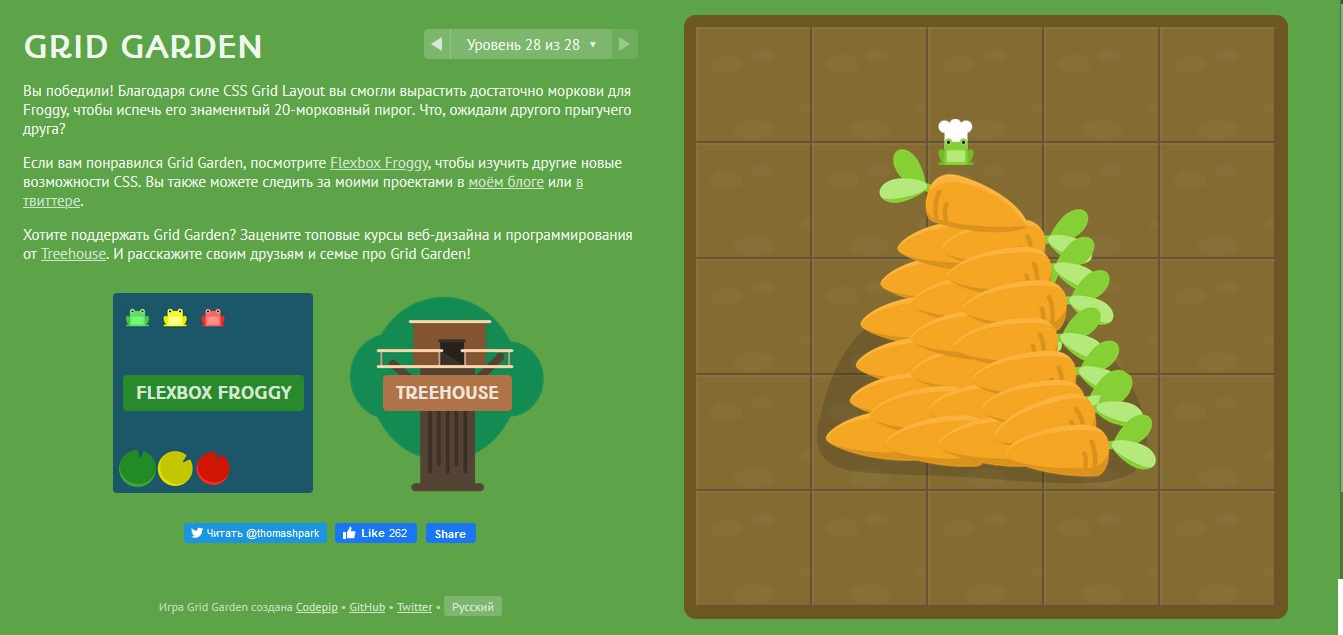 GRID GARDEN
Уровень 28 из 28
Вы победили! Благодаря силе CSS Grid Layout вы смогли вырастить достаточно моркови для
Froggy, чтобы испечь его знаменитый 20-морковный пирог. Что, ожидали другого прыгучего
друга?
Если вам понравился Grid Garden, посмотрите Flexbox Froggy, чтобы изучить другие новые
возможности CSS. Вы также можете следить за моими проектами в моём блоге или в
твиттере.
Хотите поддержать Grid Garden? Зацените топовые курсы веб-дизайна и программирования
от Treehouse. И расскажите своим друзьям и семье про Grid Garden!
FLEXBOX FROGGY
TREEHOUSE
Читать @thomashpark
Like 262
Share
Игра Grid Garden создана Codepip • GitHub • Twitter • Русский